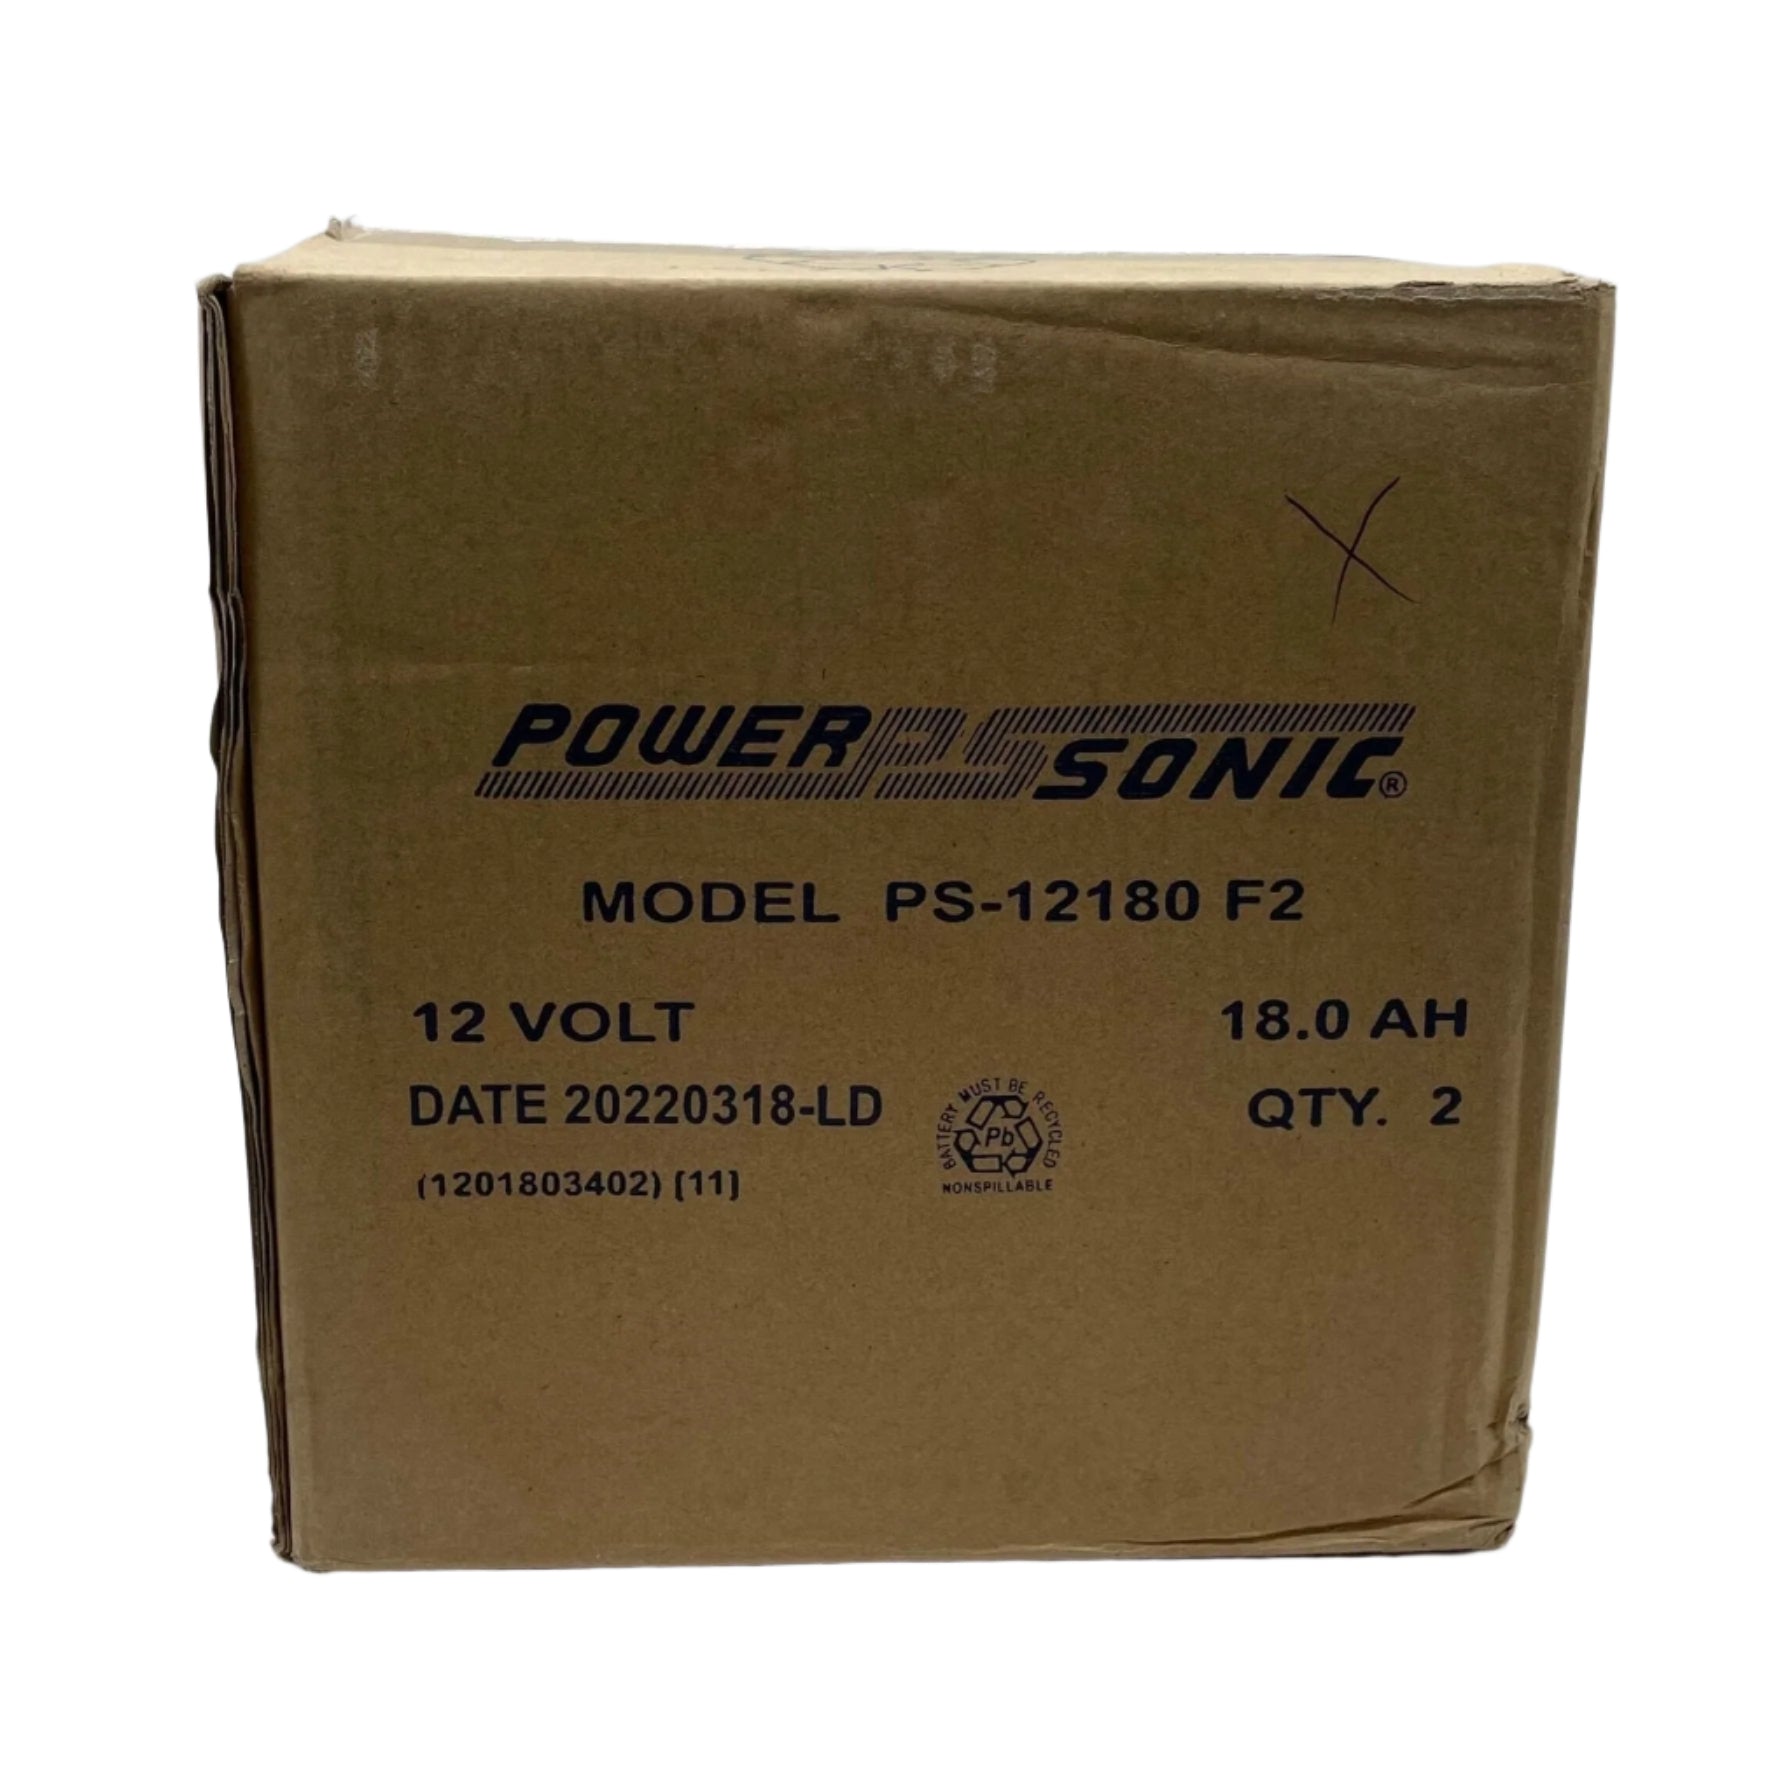 POWER PS SONIC®
MODEL PS-12180 F2
12 VOLT 18.0 AH
DATE 20220318-LD QTY. 2
(1201803402) [11]
BATTERY MUST BE RECYCLED
Pb
NONSPILLABLE
X